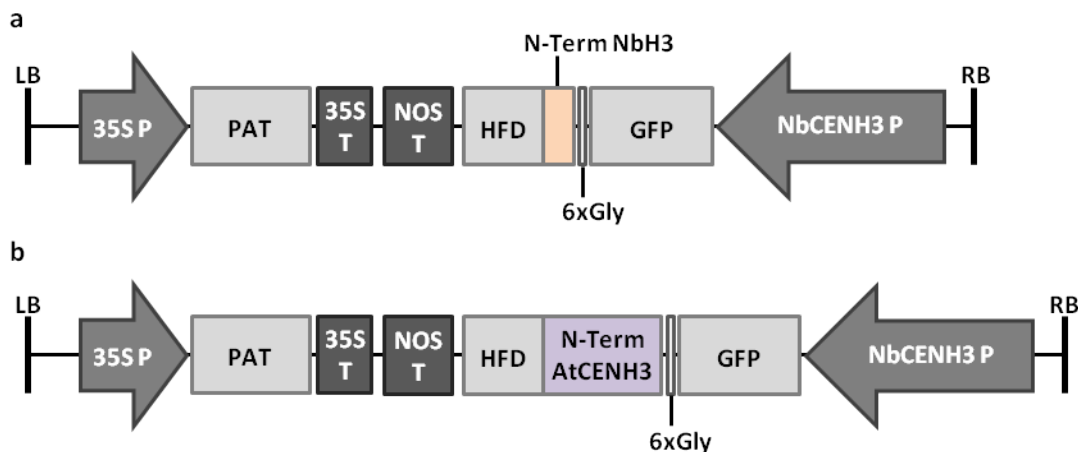 a
N-Term NbH3
LB
RB
35S P
PAT
35S
T
NOS
T
HFD
GFP
NbCENH3 P
6xGly
b
LB
RB
35S P
PAT
35S
T
NOS
T
HFD
N-Term
AtCENH3
GFP
NbCENH3 P
6xGly